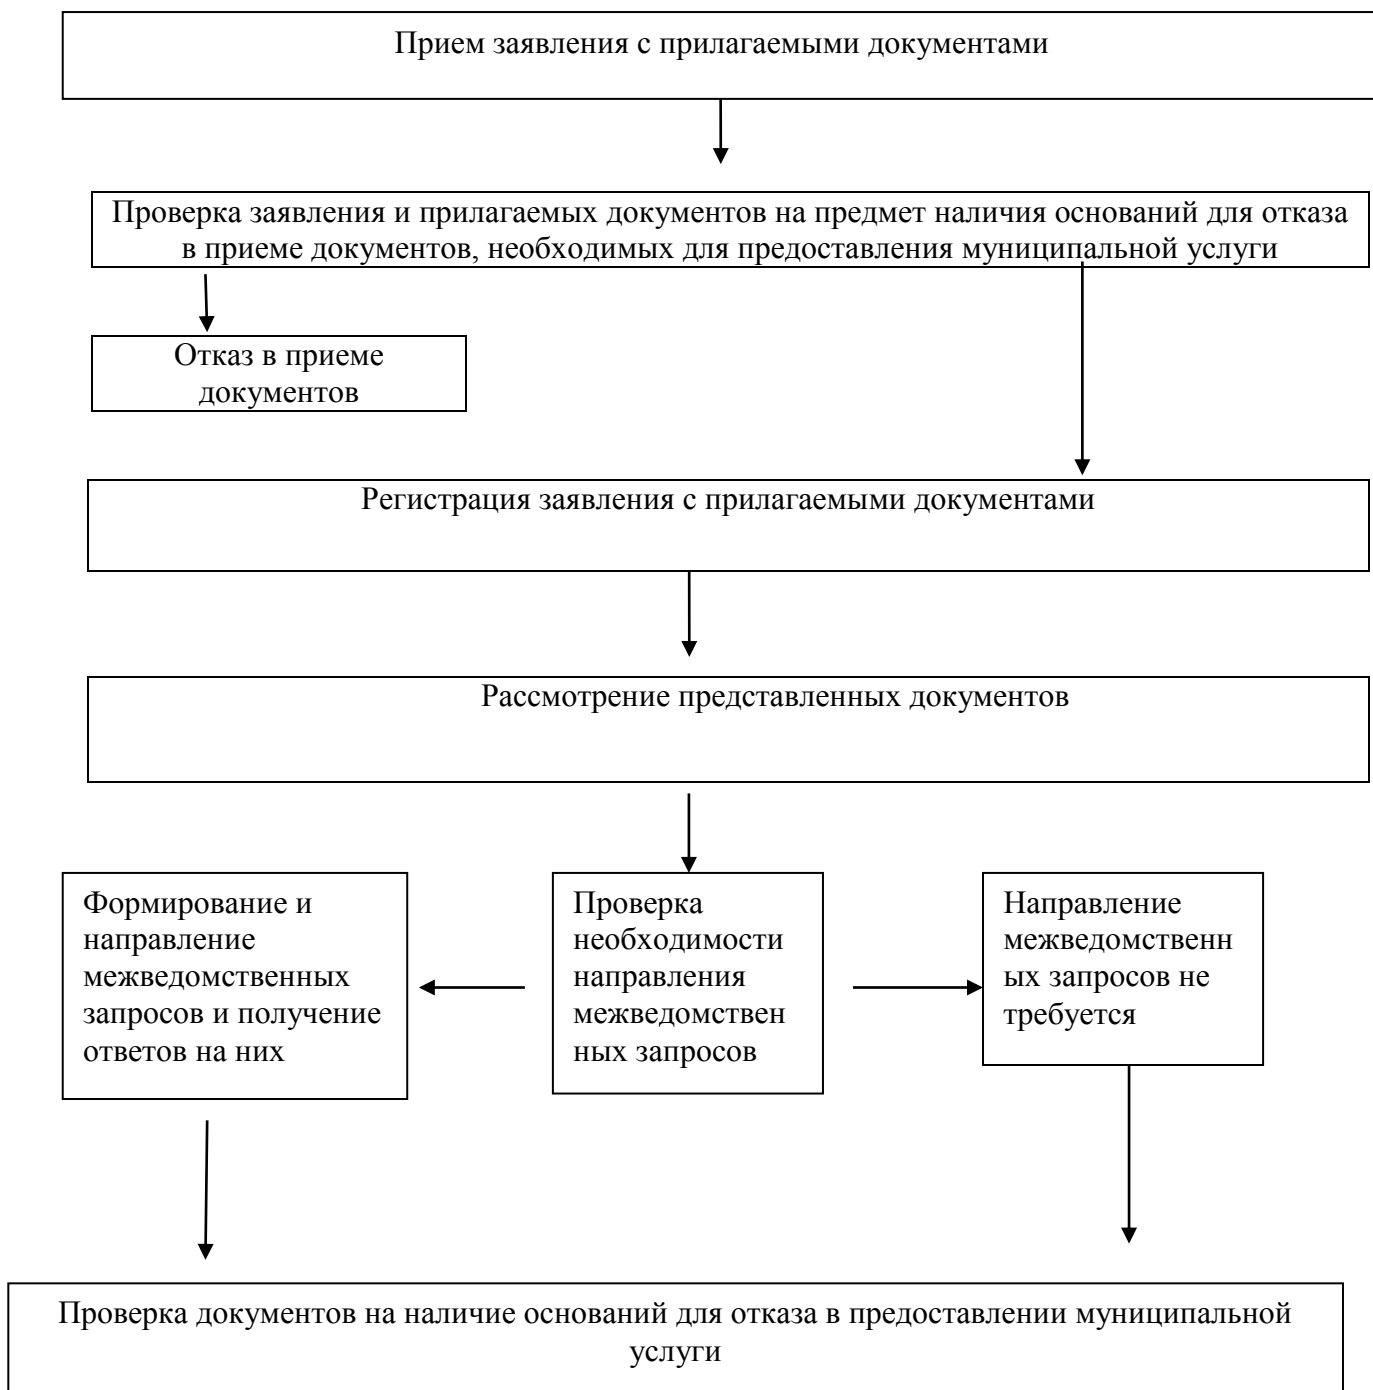 Прием заявления с прилагаемыми документами
Проверка заявления и прилагаемых документов на предмет наличия оснований для отказа
в приеме документов, необходимых для предоставления муниципальной услуги
Отказ в приеме
документов
Регистрация заявления с прилагаемыми документами
Рассмотрение представленных документов
Формирование и
направление
межведомственных
запросов и получение
ответов на них
Проверка
необходимости
направления
межведомствен
ных запросов
Направление
межведомственн
ых запросов не
требуется
Проверка документов на наличие оснований для отказа в предоставлении муниципальной
услуги